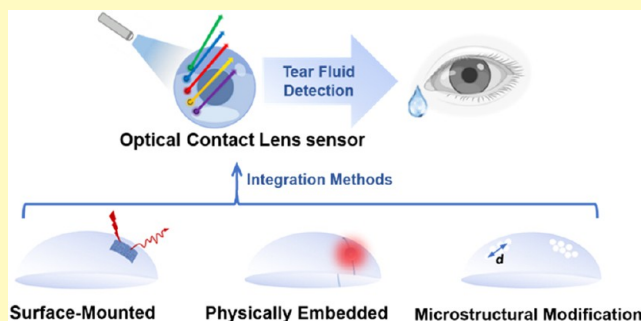 Tear Fluid
Detection
Optical Contact Lens sensor
Integration Methods
d
Surface-Mounted
Physically Embedded
Microstructural Modification